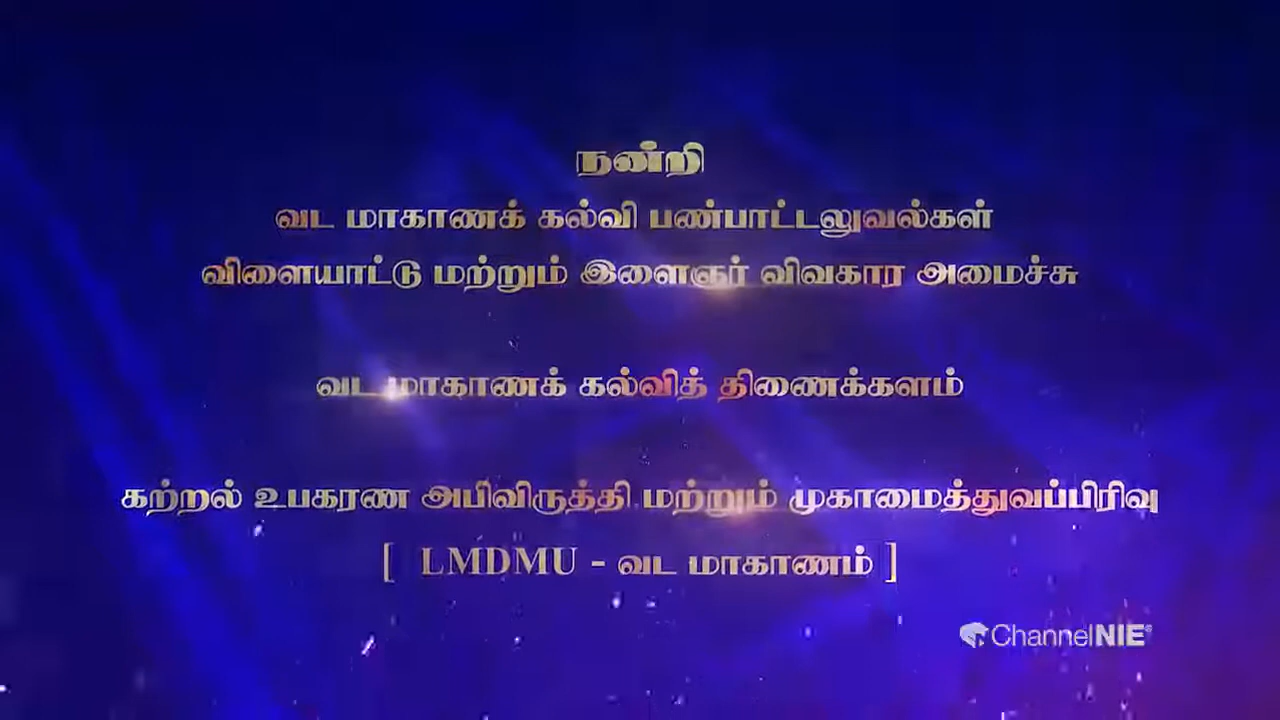 நன்றி
வட மாகாணக் கல்வி பண்பாட்டலுவல்கள்
விளையாட்டு மற்றும் இளைஞர் விவகார அமைச்சு
வட மாகாணக் கல்வித் திணைக்களம்
கற்றல் உபகரண அபிவிருத்தி மற்றும் முகாமைத்துவப்பிரிவு
[ LMDMU - வட மாகாணம் ]
ChannelNIE